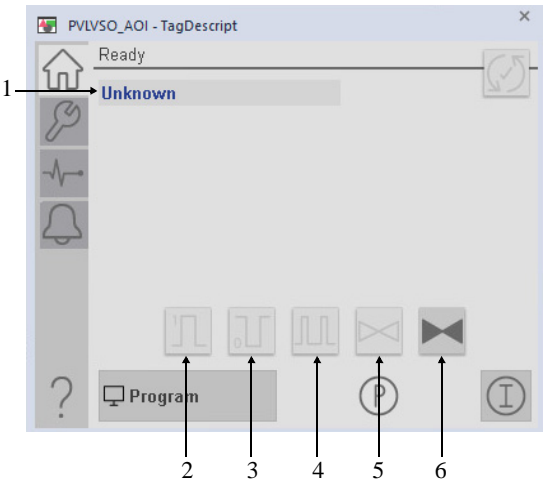 PVLVSO_AOI - TagDescript
Ready
1
Unknown
?
Program
P
I
2 3 4 5 6